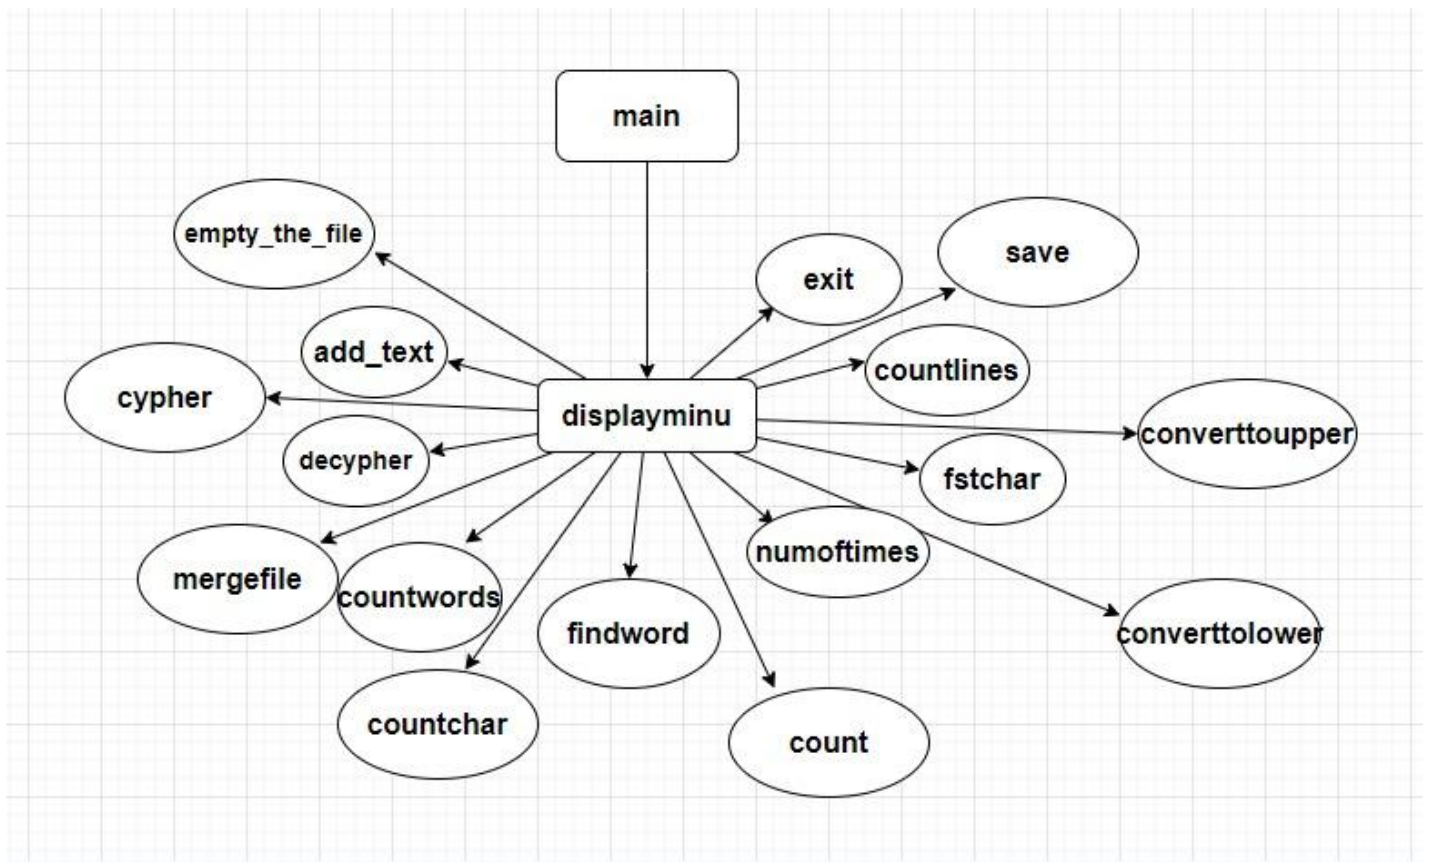 main
empty_the_file
exit
save
add_text
countlines
cypher
displayminu
converttoupper
decypher
fstchar
numoftimes
mergefile
countwords
findword
converttolower
countchar
count